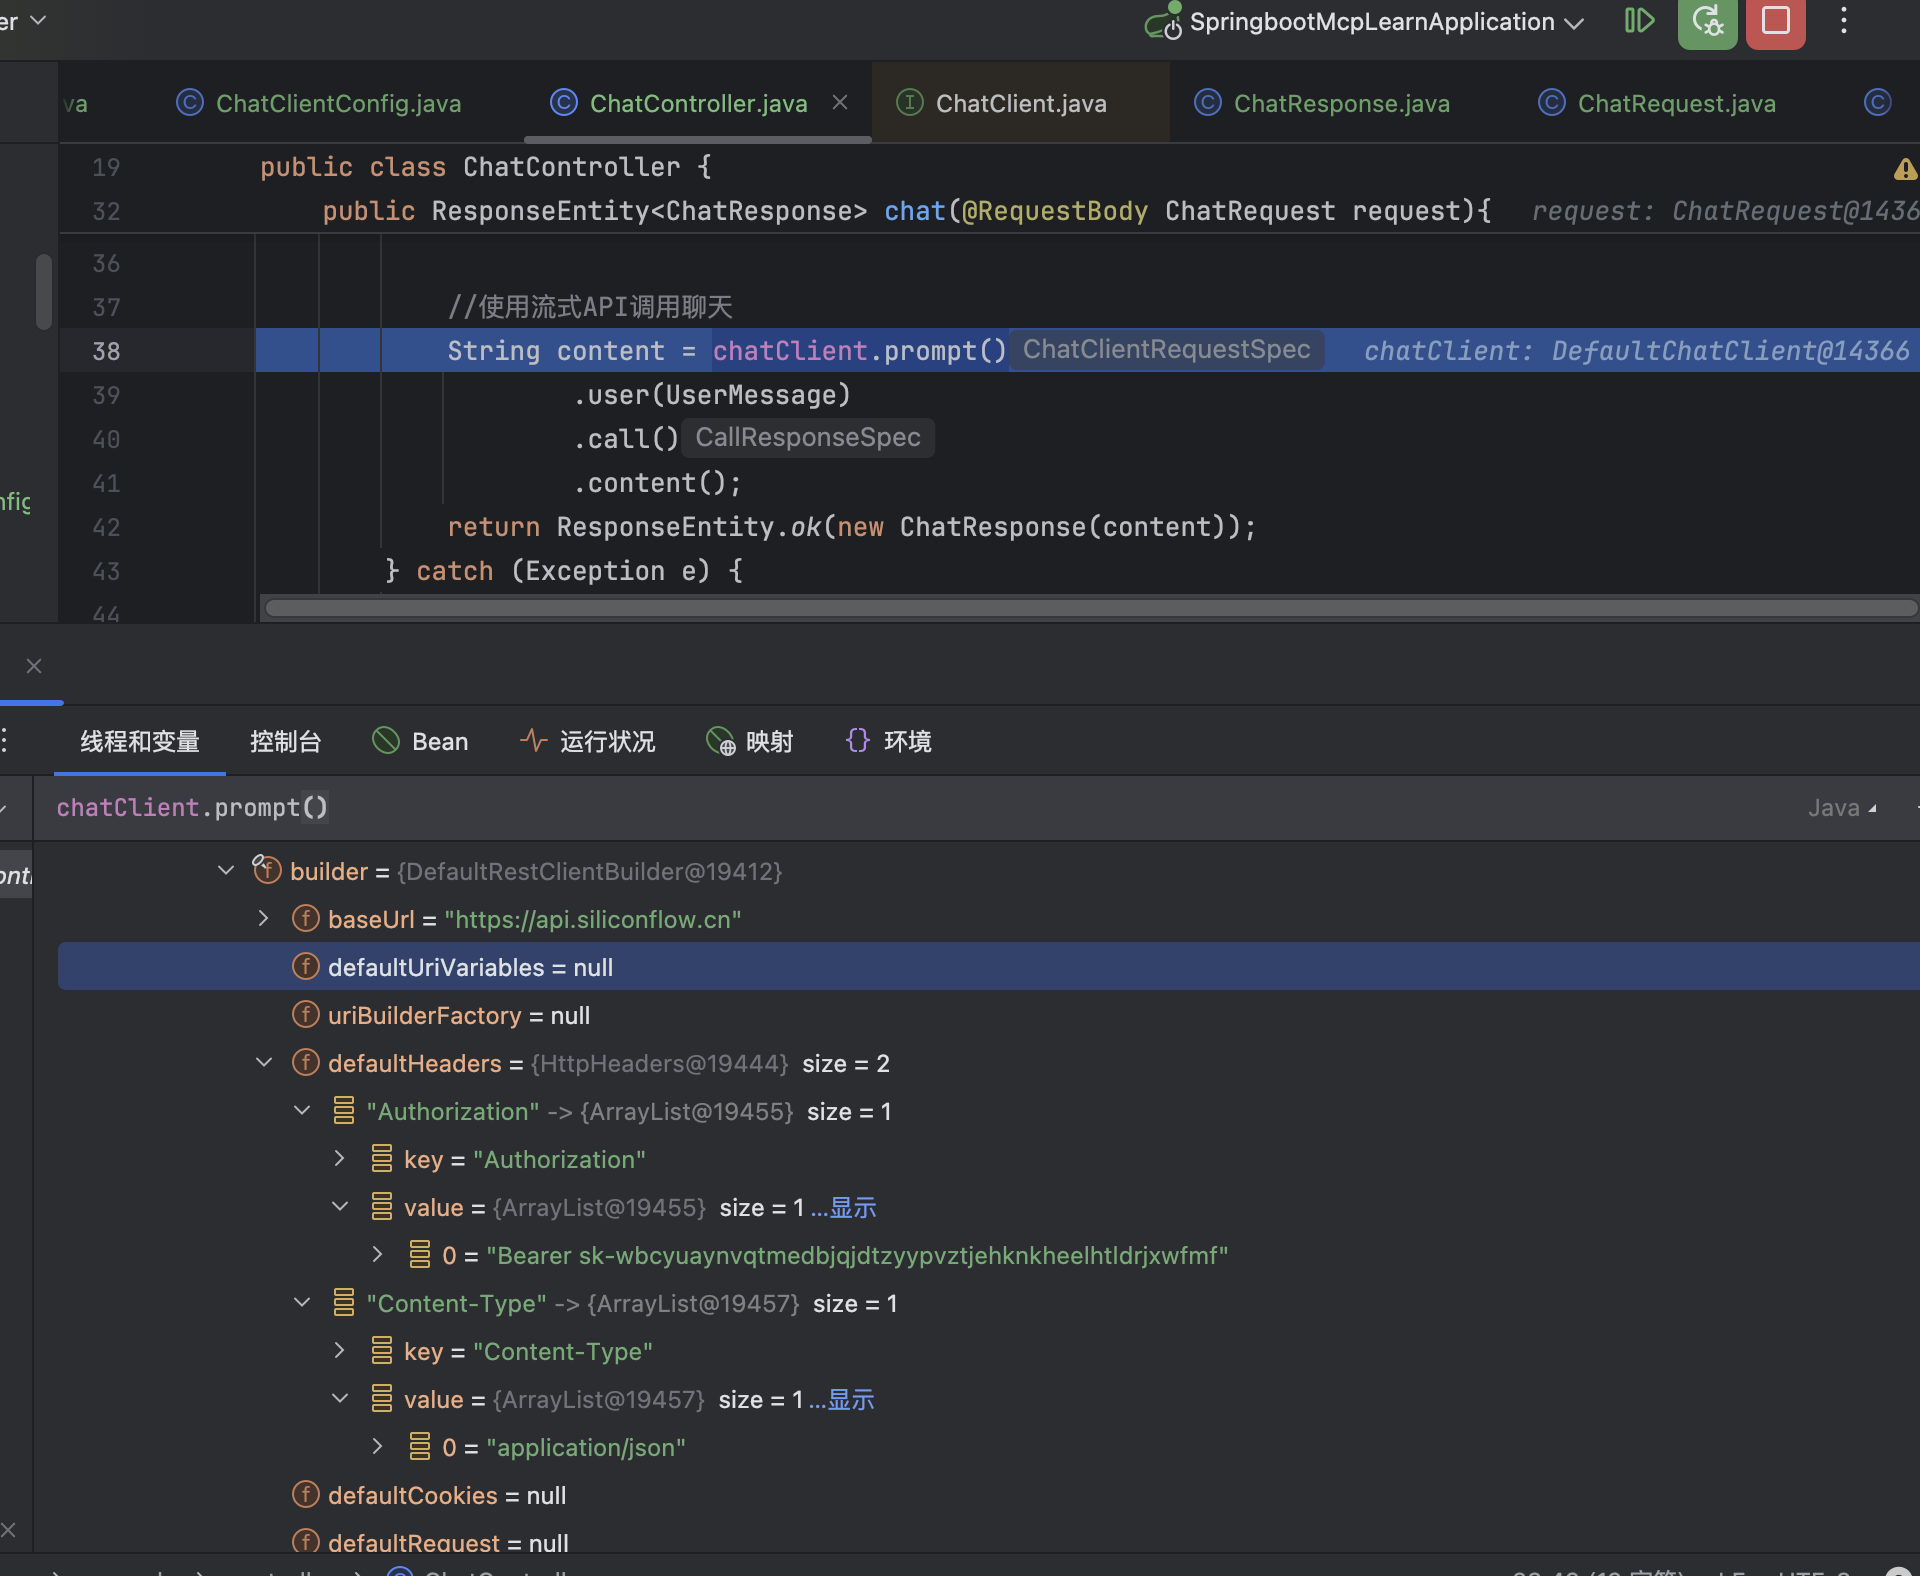 er
SpringbootMcpLearnApplication
va ChatClientConfig.java ChatController.java ChatClient.java ChatResponse.java ChatRequest.java
19 public class ChatController {
32 public ResponseEntity<ChatResponse> chat(@RequestBody ChatRequest request){ request: ChatRequest@1436
36
37 //使用流式API调用聊天
38 String content = chatClient.prompt() ChatClientRequestSpec chatClient: DefaultChatClient@14366
39 .user(UserMessage)
40 .call() CallResponseSpec
41 .content();
nfig
42 return ResponseEntity.ok(new ChatResponse(content));
43 } catch (Exception e) {
44
线程和变量 控制台 Bean 运行状况 映射 环境
chatClient.prompt() Java
ont
builder = {DefaultRestClientBuilder@19412}
baseUrl = "https://api.siliconflow.cn"
defaultUriVariables = null
uriBuilderFactory = null
defaultHeaders = {HttpHeaders@19444} size = 2
"Authorization" -> {ArrayList@19455} size = 1
key = "Authorization"
value = {ArrayList@19455} size = 1 ...显示
0 = "Bearer sk-wbcyuaynvqtmedbjqjdtzyypvztjehknkheelhtldrjxwfmf"
"Content-Type" -> {ArrayList@19457} size = 1
key = "Content-Type"
value = {ArrayList@19457} size = 1 ...显示
0 = "application/json"
defaultCookies = null
defaultRequest = null